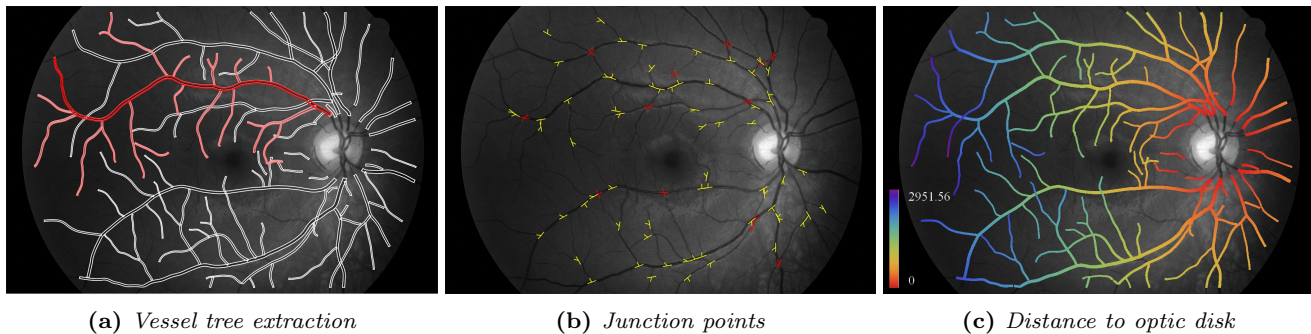 2951.56
0
(a) Vessel tree extraction
(b) Junction points
(c) Distance to optic disk